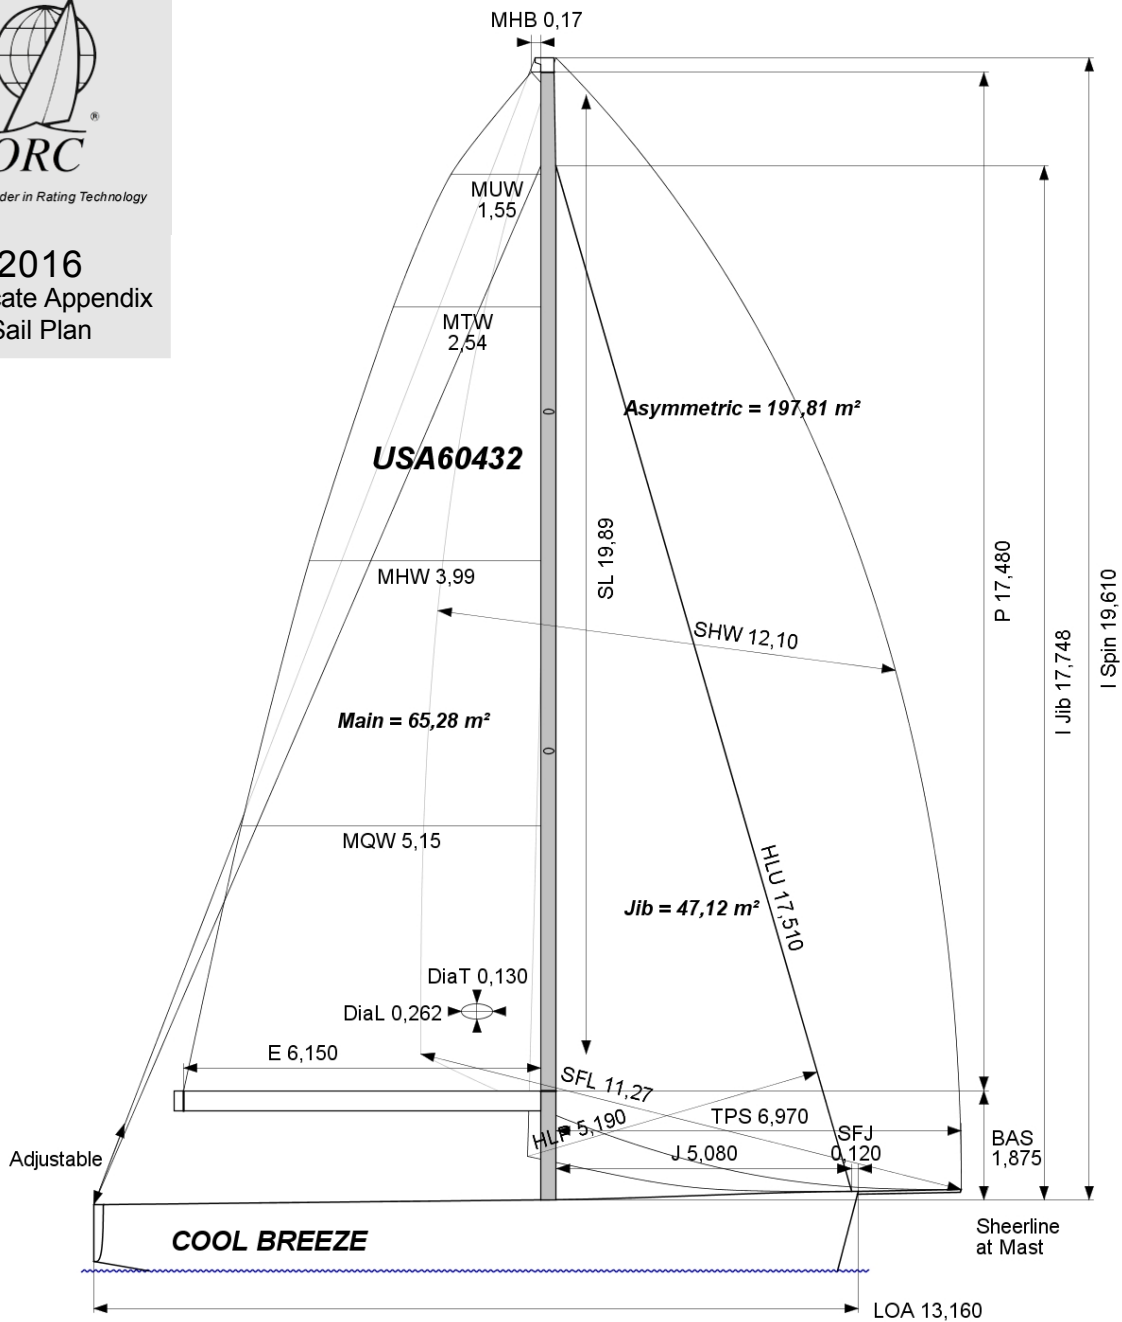 MHB 0,17
®
ORC
der in Rating Technology
2016
cate Appendix
Sail Plan
MUW
1,55
MTW
2,54
Asymmetric = 197,81 m²
USA60432
SL 19,89
P 17,480
I Spin 19,610
MHW 3,99
SHW 12,10
I Jib 17,748
Main = 65,28 m²
MQW 5,15
HLU 17,510
Jib = 47,12 m²
DiaT 0,130
DiaL 0,262
E 6,150
SFL 11,27
HLP 5,190
TPS 6,970
SFJ
0,120
J 5,080
BAS
1,875
Adjustable
Sheerline
at Mast
COOL BREEZE
LOA 13,160